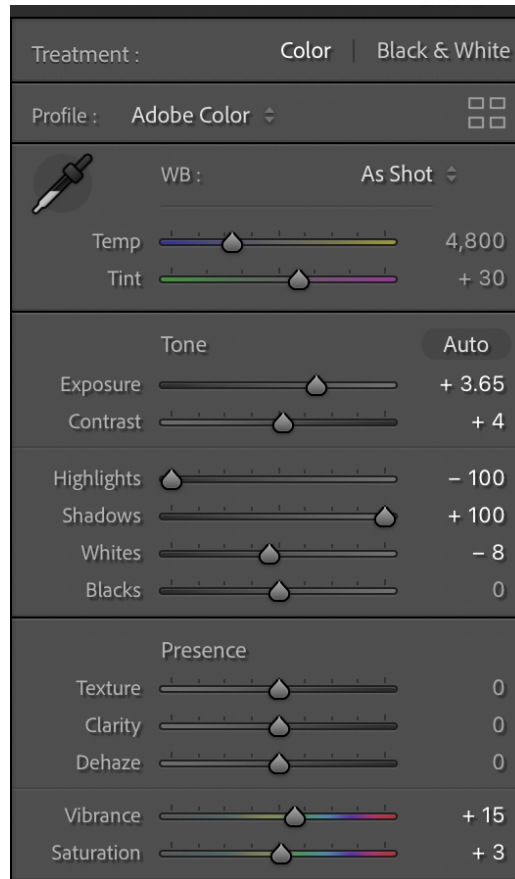 Treatment : Color | Black & White
Profile : Adobe Color
WB : As Shot
Temp 4,800
Tint + 30
Tone Auto
Exposure + 3.65
Contrast + 4
Highlights – 100
Shadows + 100
Whites – 8
Blacks 0
Presence
Texture 0
Clarity 0
Dehaze 0
Vibrance + 15
Saturation + 3